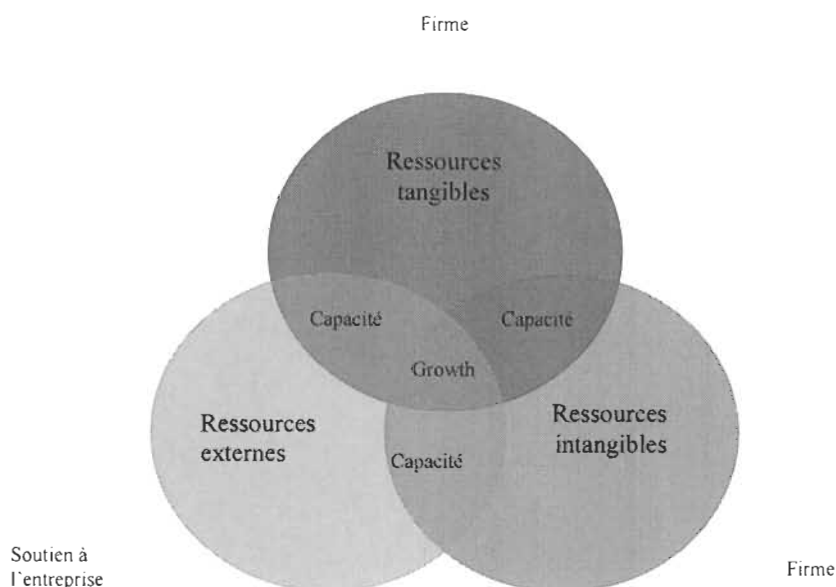 Firme
Ressources
tangibles
Capacité
Capacité
Growth
Ressources
externes
Ressources
intangibles
Capacité
Soutien à
l'entreprise
Firme